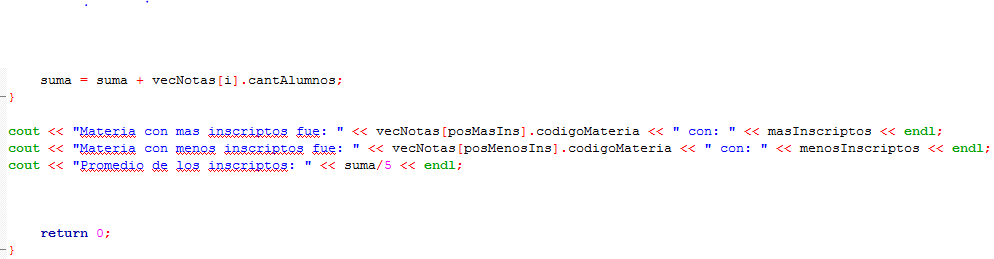 suma = suma + vecNotas[i].cantAlumnos;
}
cout << "Materia con mas inscriptos fue: " << vecNotas[posMasIns].codigoMateria << " con: " << masInscriptos << endl;
cout << "Materia con menos inscriptos fue: " << vecNotas[posMenosIns].codigoMateria << " con: " << menosInscriptos << endl;
cout << "Promedio de los inscriptos: " << suma/5 << endl;
return 0;
}